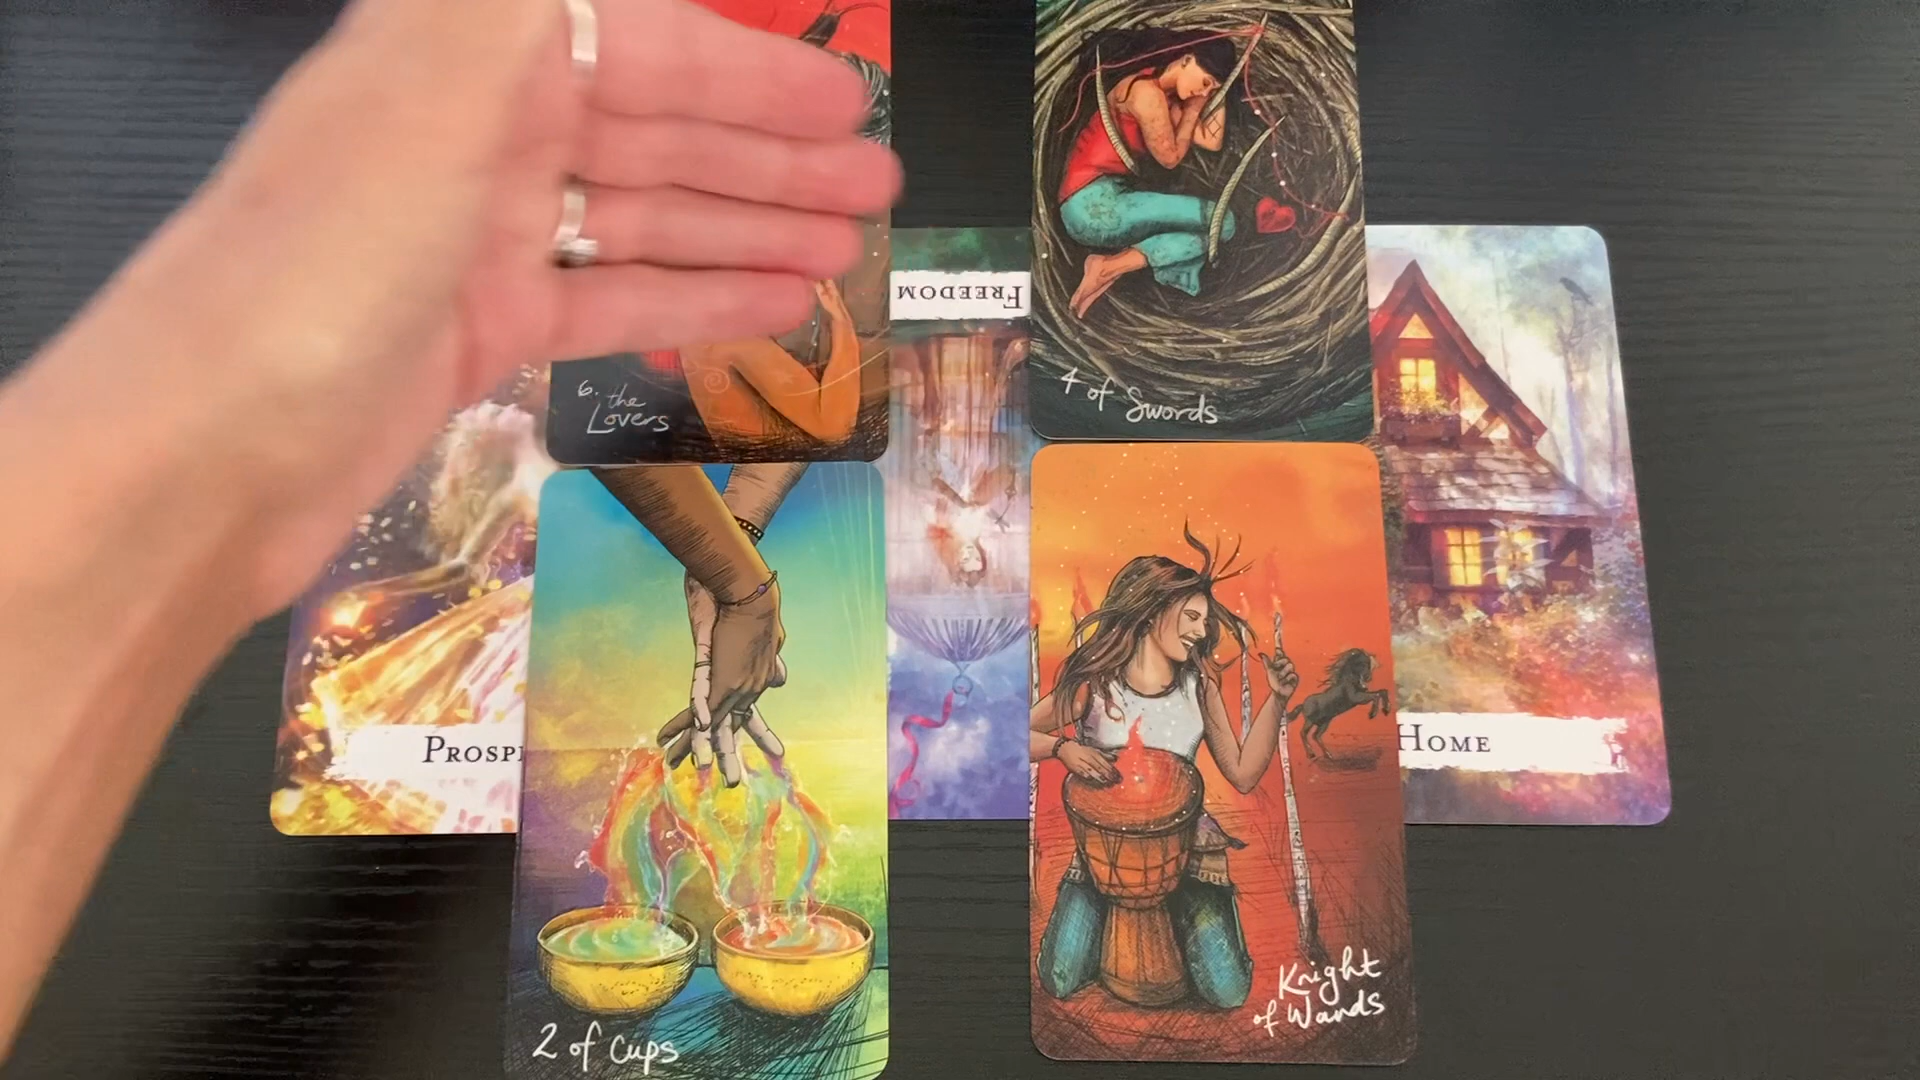 FREEDOM
6. the
Lovers
4 of Swords
PROSP
HOME
2 of Cups
Knight
of Wands